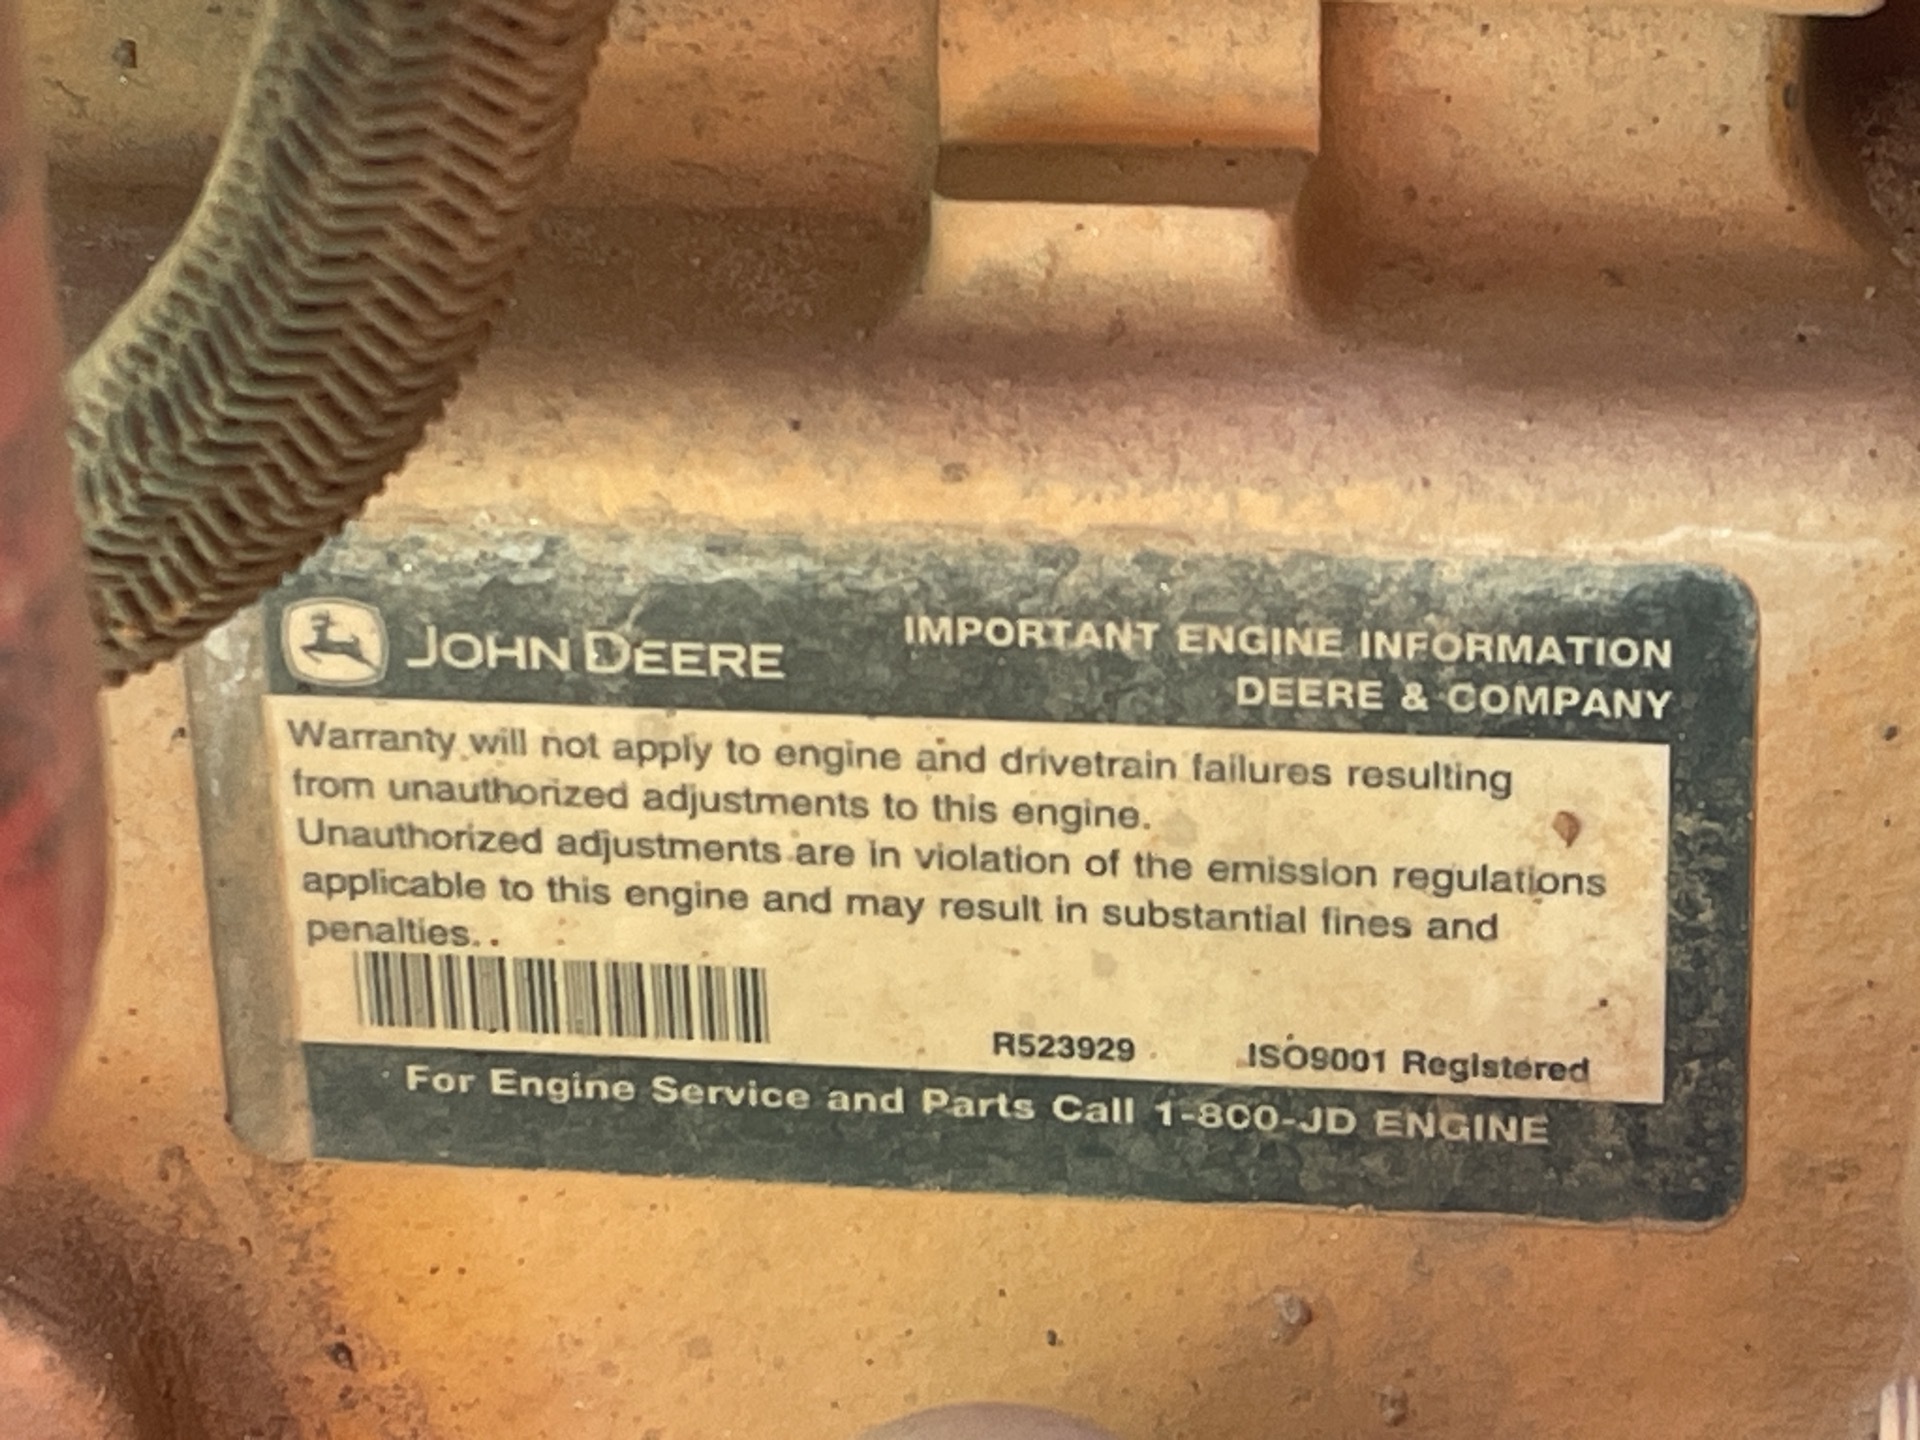 JOHN DEERE
IMPORTANT ENGINE INFORMATION
DEERE & COMPANY
Warranty will not apply to engine and drivetrain failures resulting
from unauthorized adjustments to this engine.
Unauthorized adjustments are in violation of the emission regulations
applicable to this engine and may result in substantial fines and
penalties.
R523929 ISO9001 Registered
For Engine Service and Parts Call 1-800-JD ENGINE